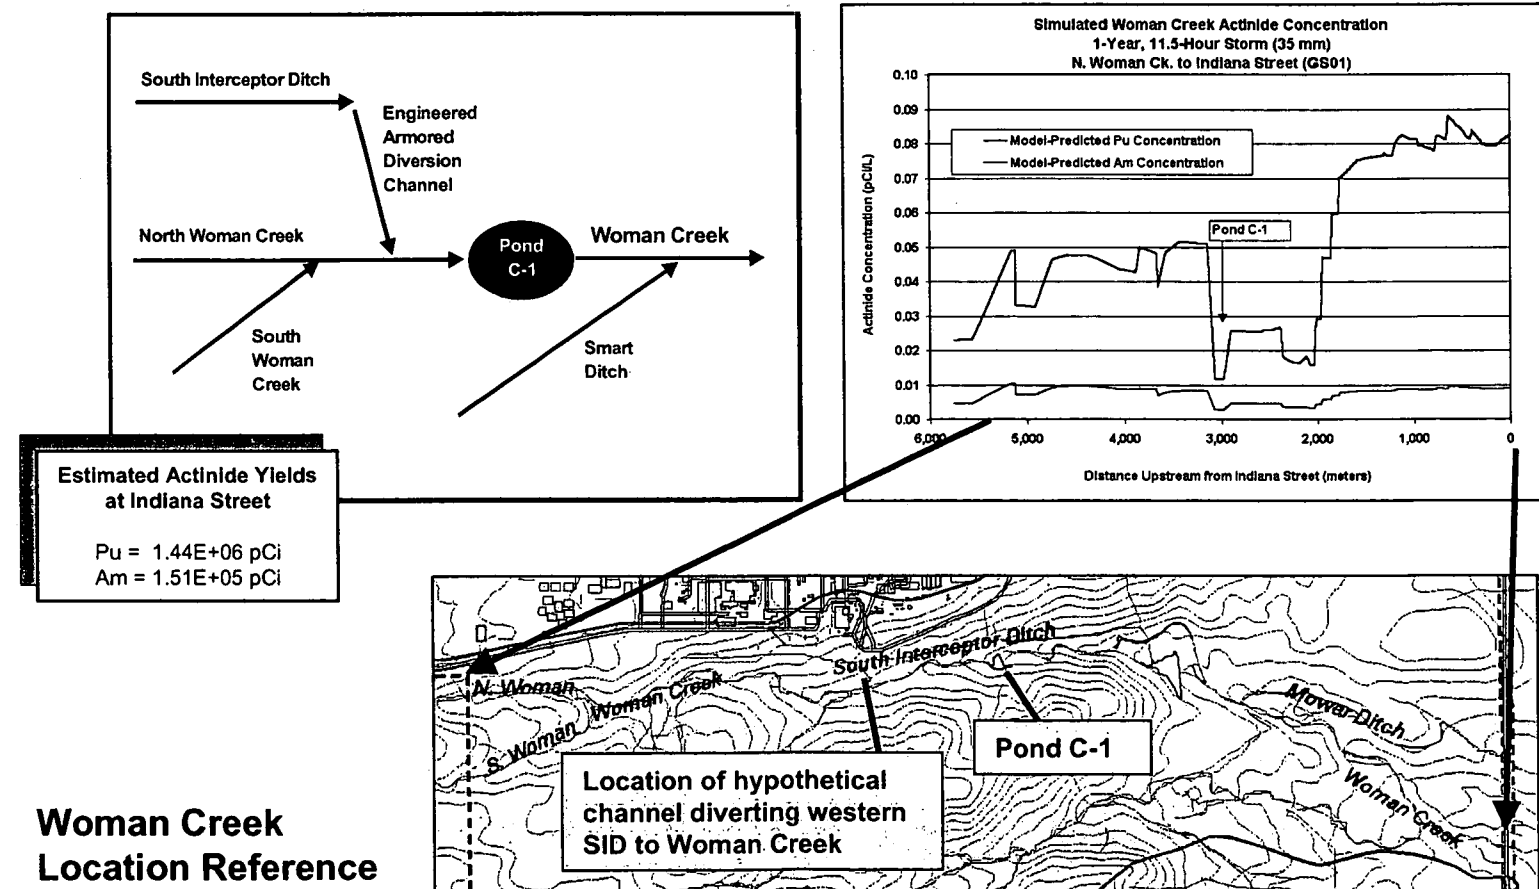 South Interceptor Ditch
Engineered
Armored
Diversion
Channel
North Woman Creek
Pond
C-1
Woman Creek
South
Woman
Creek
Smart
Ditch
Estimated Actinide Yields
at Indiana Street
Pu = 1.44E+06 pCi
Am = 1.51E+05 pCi
Simulated Woman Creek Actinide Concentration
1-Year, 11.5-Hour Storm (35 mm)
N. Woman Ck. to Indiana Street (GS01)
Actinide Concentration (pCi/L)
0.10
0.09
0.08
0.07
0.06
0.05
0.04
0.03
0.02
0.01
0.00
Model-Predicted Pu Concentration
Model-Predicted Am Concentration
Pond C-1
6,000 5,000 4,000 3,000 2,000 1,000 0
Distance Upstream from Indiana Street (meters)
South Interceptor Ditch
N. Woman
S. Woman Creek
Woman Creek
Mower Ditch
Pond C-1
Location of hypothetical
channel diverting western
SID to Woman Creek
Woman Creek
Location Reference